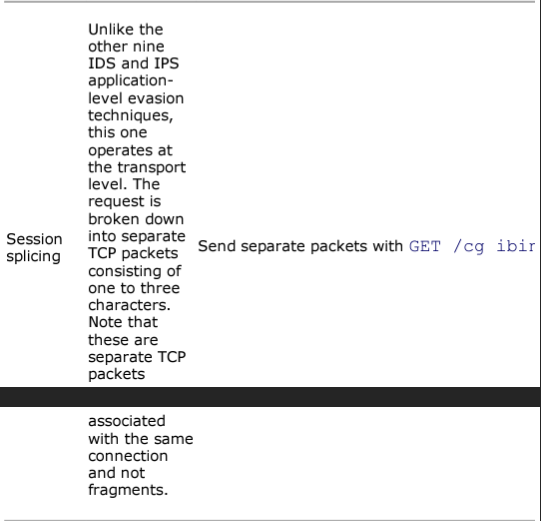 Session
splicing
Unlike the
other nine
IDS and IPS
application-
level evasion
techniques,
this one
operates at
the transport
level. The
request is
broken down
into separate
TCP packets
consisting of
one to three
characters.
Note that
these are
separate TCP
packets
associated
with the same
connection
and not
fragments.
Send separate packets with GET /cg ibir